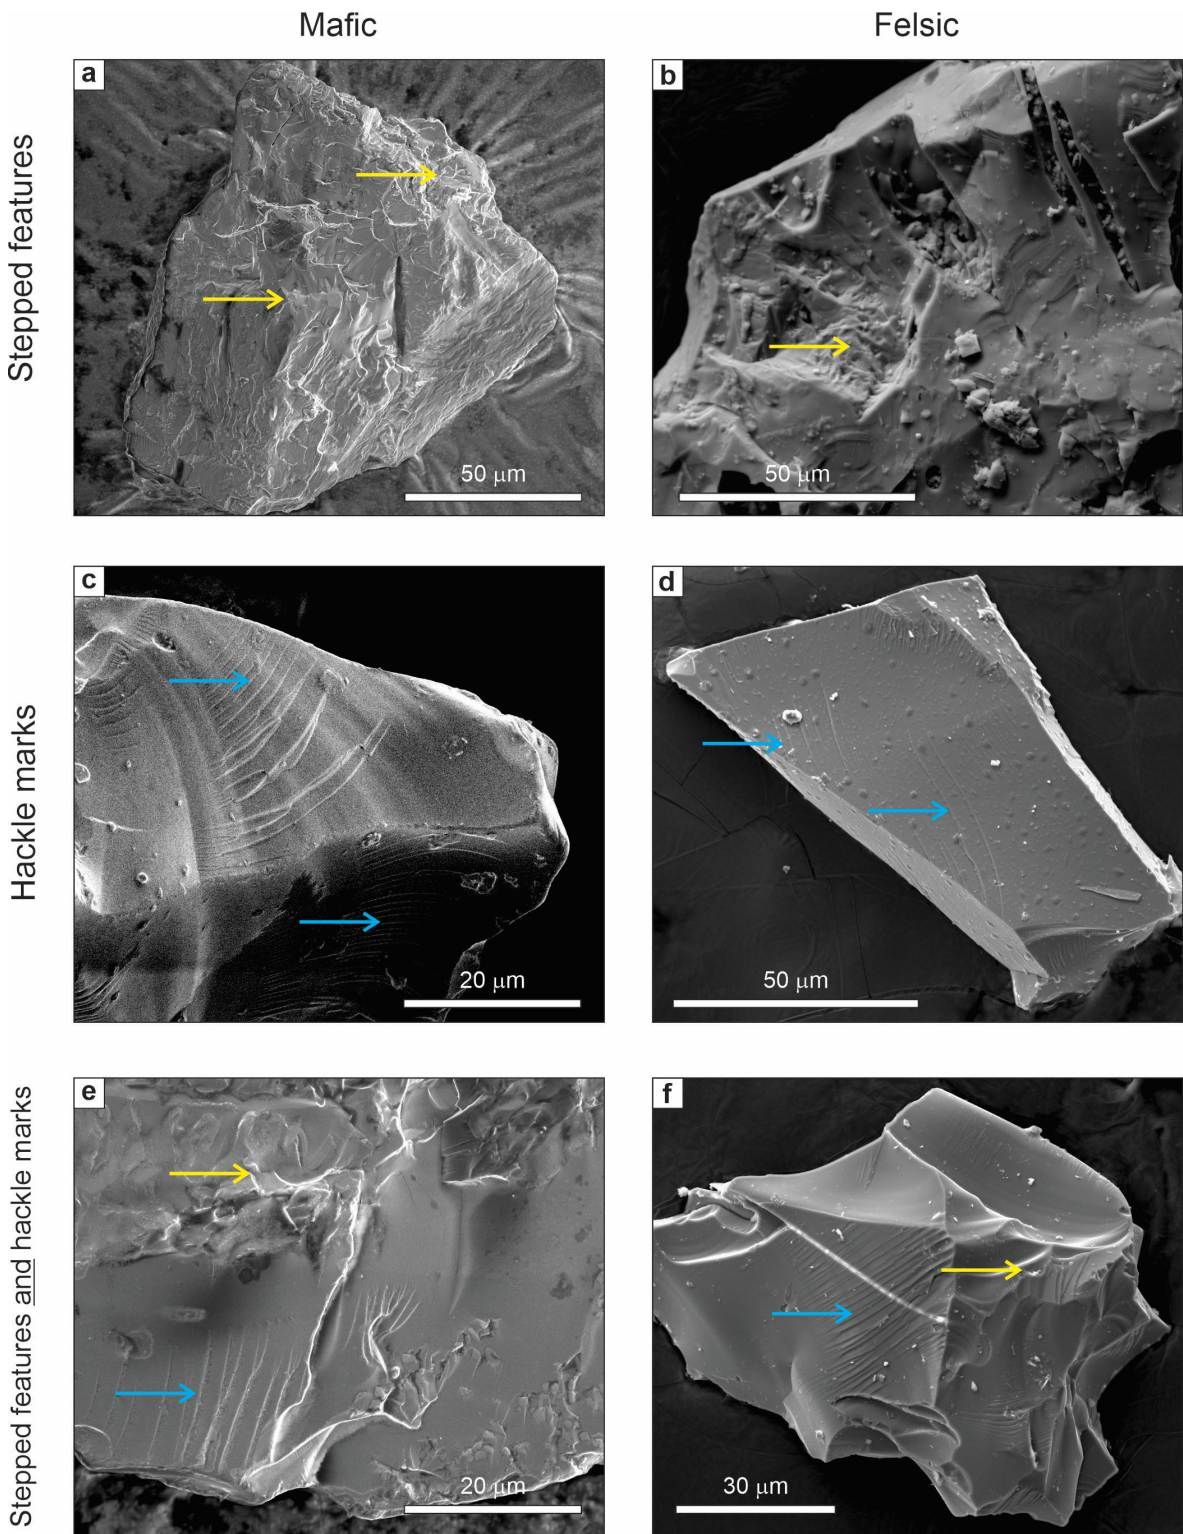 Mafic
Felsic
Stepped features
a
50 μm
b
50 μm
Hackle marks
c
20 μm
d
50 μm
Stepped features and hackle marks
e
20 μm
f
30 μm